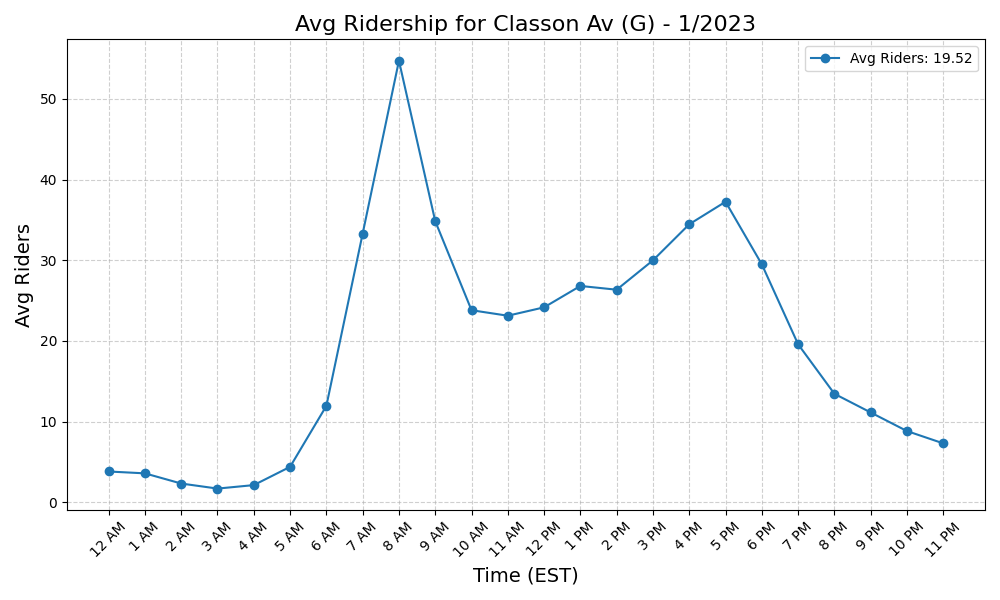 Avg Ridership for Classon Av (G) - 1/2023
Avg Riders: 19.52
Avg Riders
50
40
30
20
10
0
12 AM
1 AM
2 AM
3 AM
4 AM
5 AM
6 AM
7 AM
8 AM
9 AM
10 AM
11 AM
12 PM
1 PM
2 PM
3 PM
4 PM
5 PM
6 PM
7 PM
8 PM
9 PM
10 PM
11 PM
Time (EST)